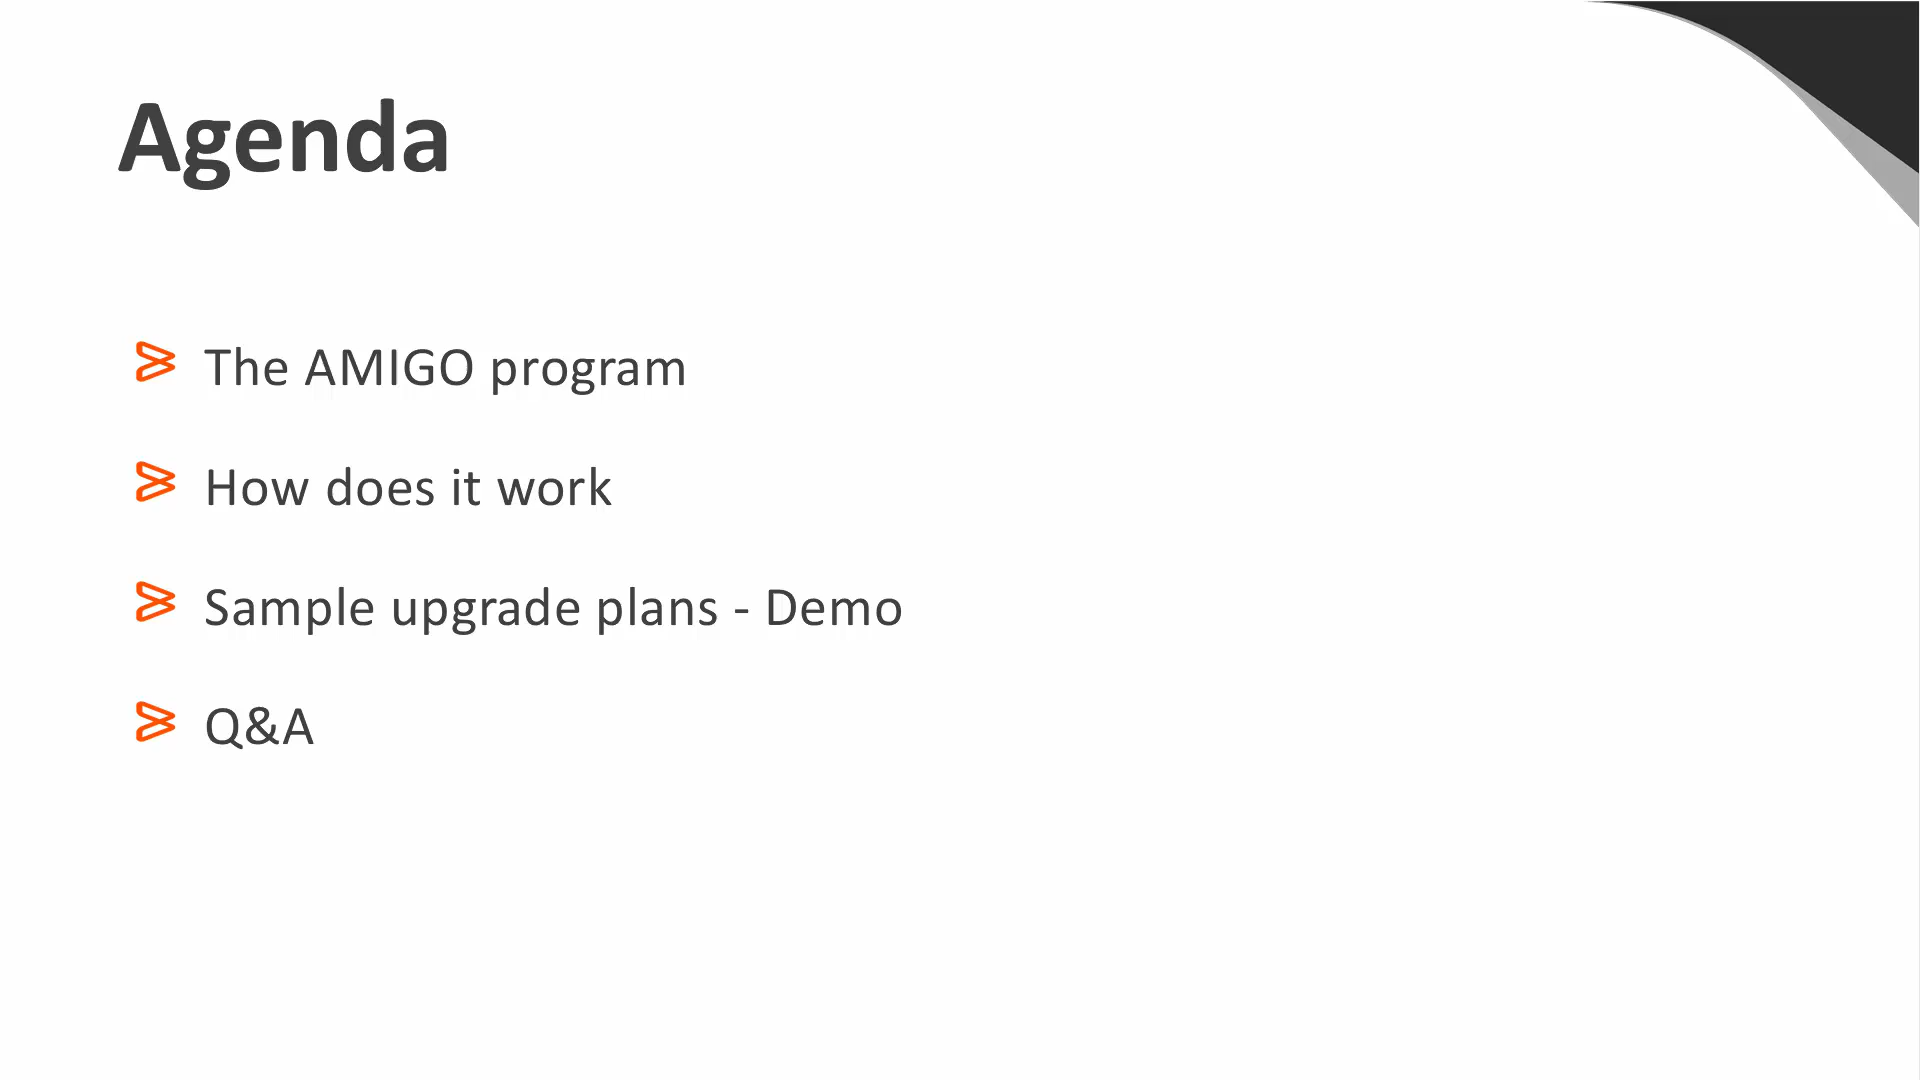 Agenda
The AMIGO program
How does it work
Sample upgrade plans - Demo
Q&A